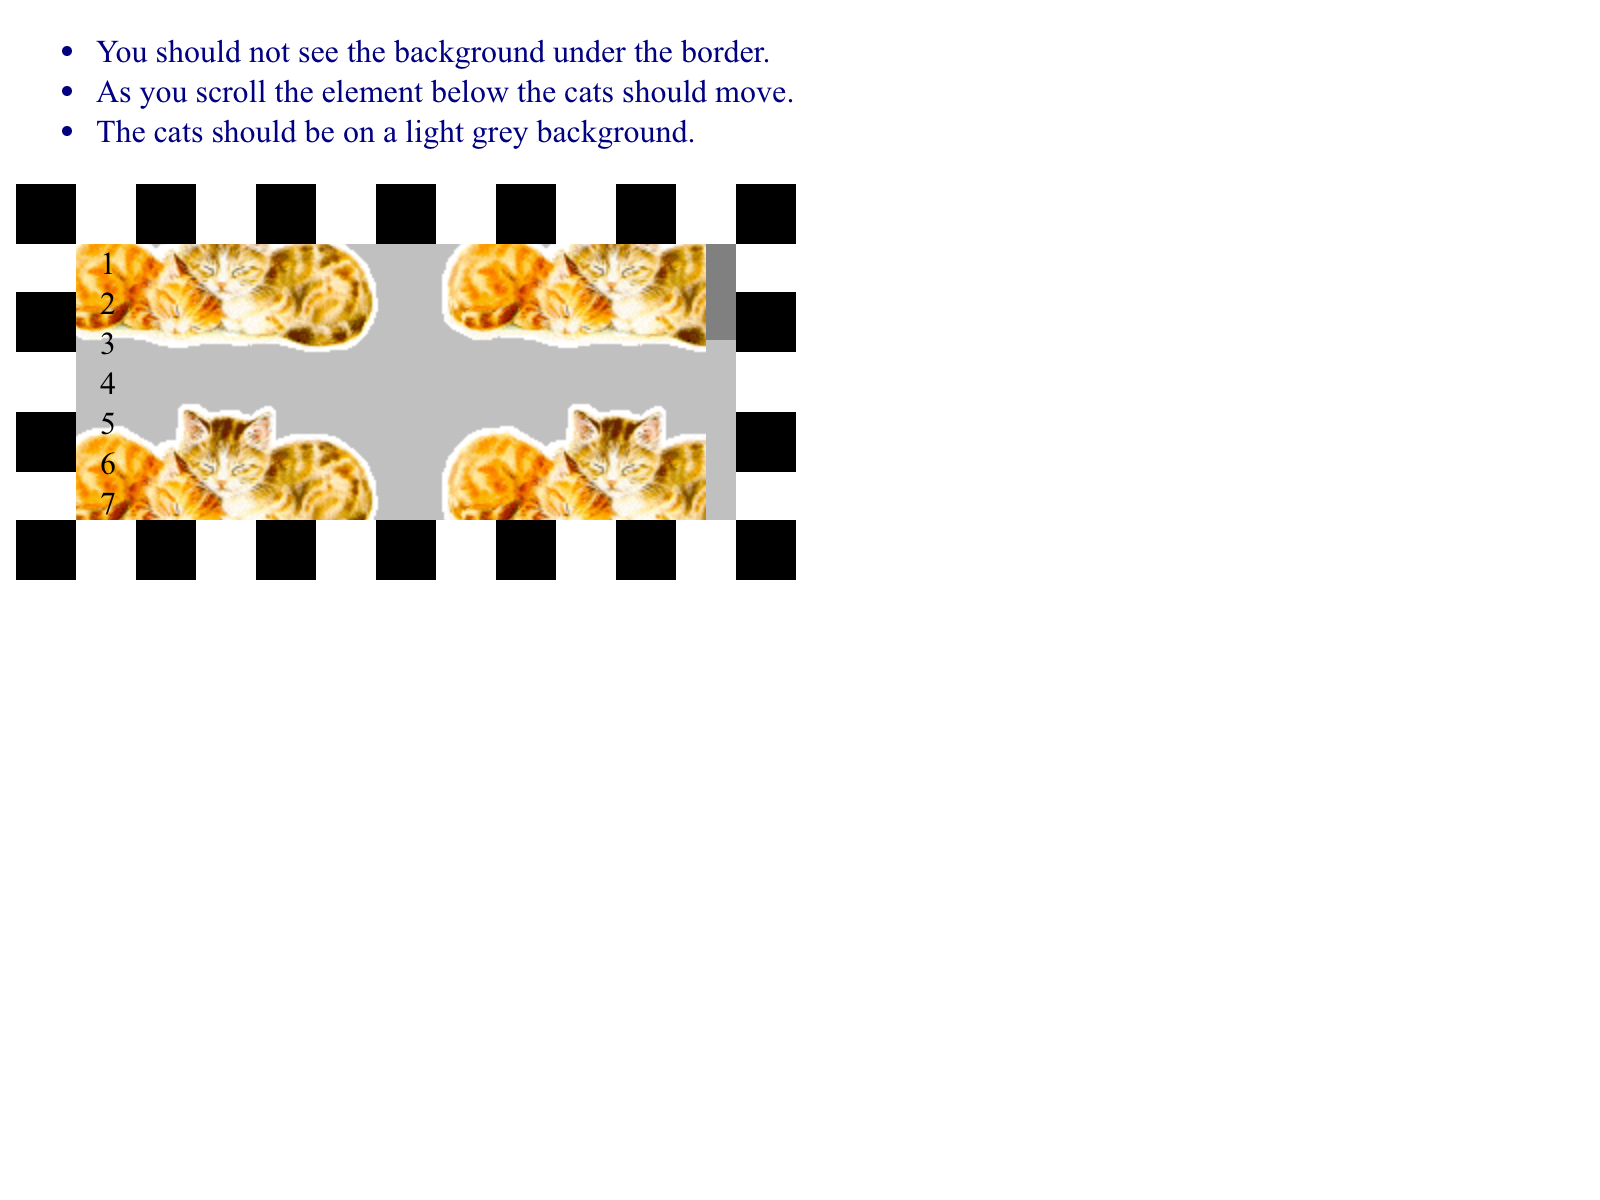 You should not see the background under the border.
As you scroll the element below the cats should move.
The cats should be on a light grey background.
1
2
3
4
5
6
7